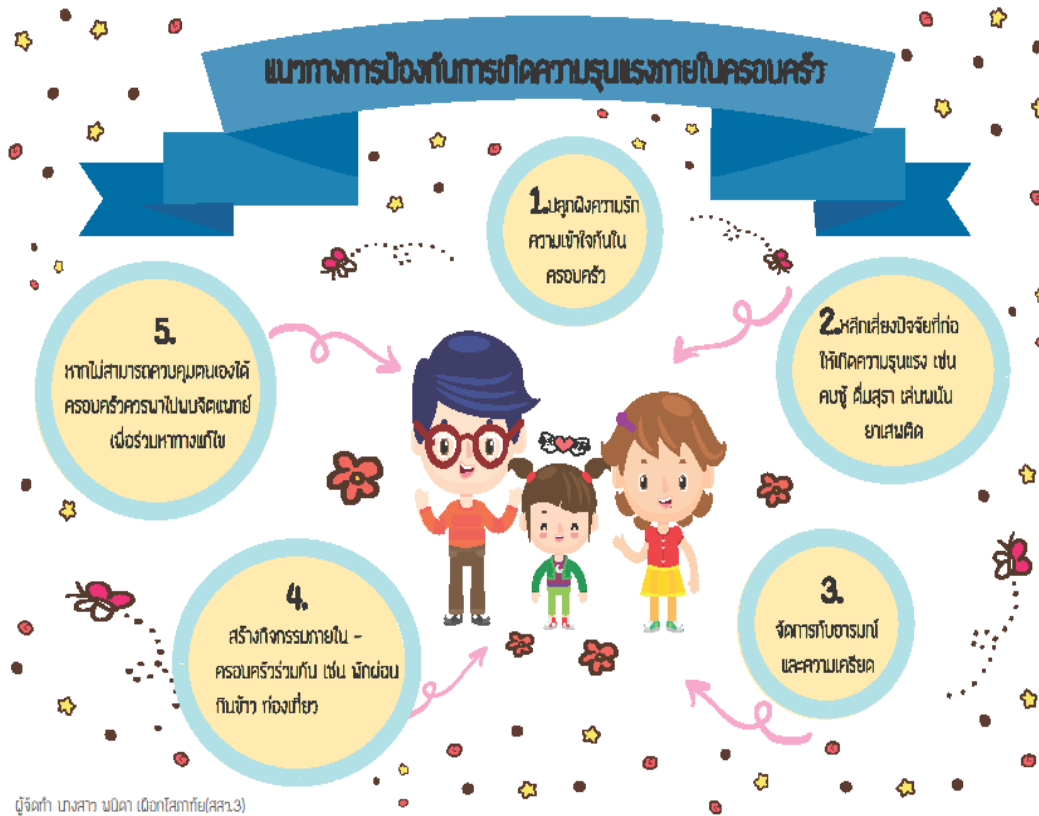 แนวทางการป้องกันการเกิดความรุนแรงภายในครอบครัว
1.ปลูกฝังความรัก
ความเข้าใจกันใน
ครอบครัว
2.หลีกเลี่ยงปัจจัยที่ก่อ
ให้เกิดความรุนแรง เช่น
คบชู้ ดื่มสุรา เล่นพนัน
ยาเสพติด
3.
จัดการกับอารมณ์
และความเครียด
4.
สร้างกิจกรรมภายใน -
ครอบครัวร่วมกัน เช่น พักผ่อน
กินข้าว ท่องเที่ยว
5.
หากไม่สามารถควบคุมตนเองได้
ครอบครัวควรพาไปพบจิตแพทย์
เพื่อร่วมหาทางแก้ไข
ผู้จัดทำ นางสาว พนิดา เผือกโสภาทัย(สสว.3)